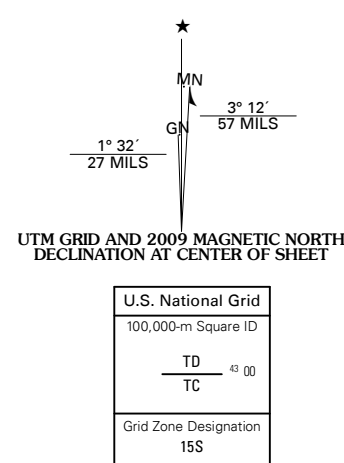 ★
MN
3° 12´
57 MILS
GN
1° 32´
27 MILS
UTM GRID AND 2009 MAGNETIC NORTH
DECLINATION AT CENTER OF SHEET
U.S. National Grid
100,000-m Square ID
TD
43 00
TC
Grid Zone Designation
15S